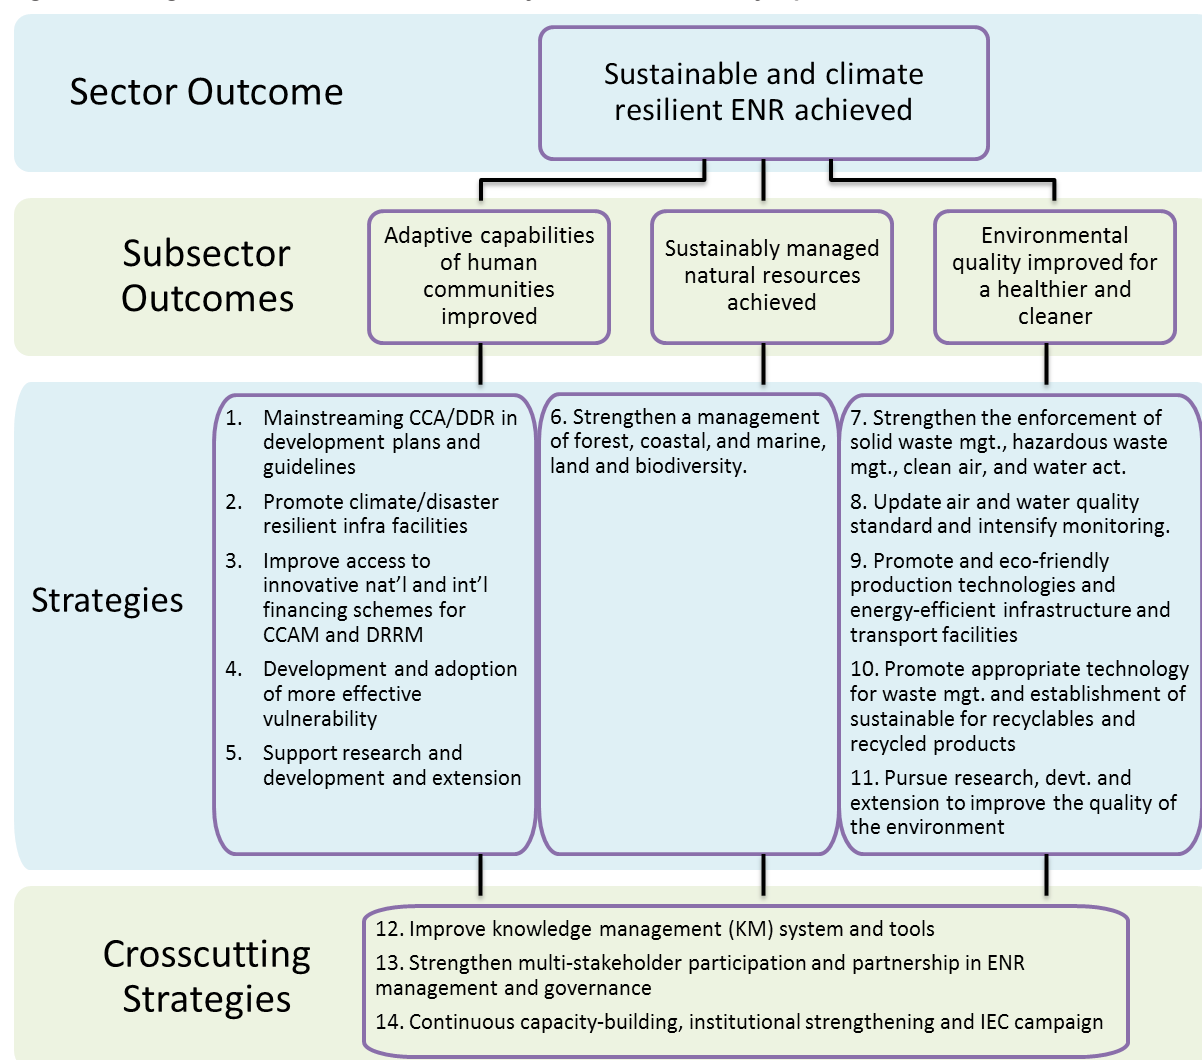 Sector Outcome
Sustainable and climate
resilient ENR achieved
Subsector
Outcomes
Adaptive capabilities
of human
communities
improved
Sustainably managed
natural resources
achieved
Environmental
quality improved for
a healthier and
cleaner
Strategies
1. Mainstreaming CCA/DDR in
development plans and
guidelines
2. Promote climate/disaster
resilient infra facilities
3. Improve access to
innovative nat’l and int’l
financing schemes for
CCAM and DRRM
4. Development and adoption
of more effective
vulnerability
5. Support research and
development and extension
6. Strengthen a management
of forest, coastal, and marine,
land and biodiversity.
7. Strengthen the enforcement of
solid waste mgt., hazardous waste
mgt., clean air, and water act.
8. Update air and water quality
standard and intensify monitoring.
9. Promote and eco-friendly
production technologies and
energy-efficient infrastructure and
transport facilities
10. Promote appropriate technology
for waste mgt. and establishment of
sustainable for recyclables and
recycled products
11. Pursue research, devt. and
extension to improve the quality of
the environment
Crosscutting
Strategies
12. Improve knowledge management (KM) system and tools
13. Strengthen multi-stakeholder participation and partnership in ENR
management and governance
14. Continuous capacity-building, institutional strengthening and IEC campaign